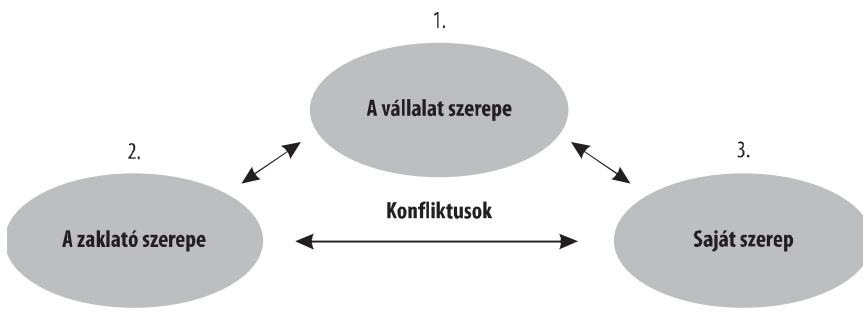 1.
A vállalat szerepe
2.
3.
A zaklató szerepe
Konfliktusok
Saját szerep